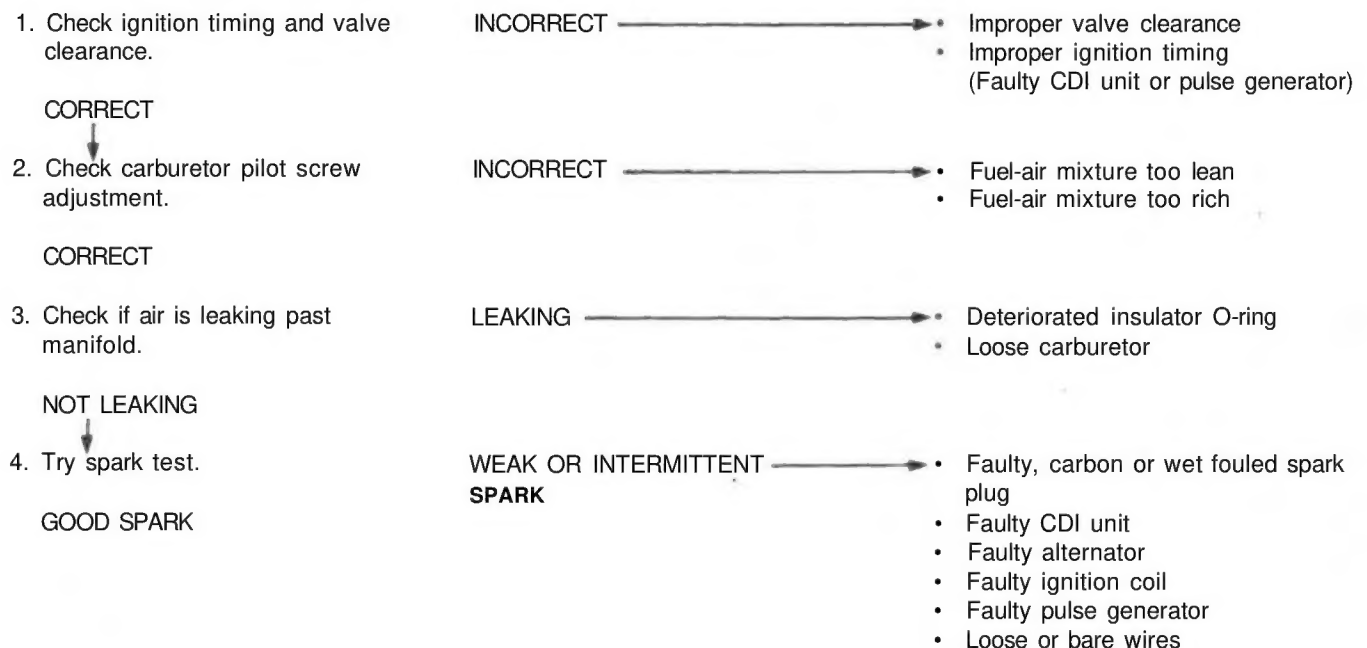 1. Check ignition timing and valve
clearance.
INCORRECT
• Improper valve clearance
• Improper ignition timing
(Faulty CDI unit or pulse generator)
CORRECT
2. Check carburetor pilot screw
adjustment.
INCORRECT
• Fuel-air mixture too lean
• Fuel-air mixture too rich
CORRECT
3. Check if air is leaking past
manifold.
LEAKING
• Deteriorated insulator O-ring
• Loose carburetor
NOT LEAKING
4. Try spark test.
WEAK OR INTERMITTENT
SPARK
• Faulty, carbon or wet fouled spark
plug
• Faulty CDI unit
• Faulty alternator
• Faulty ignition coil
• Faulty pulse generator
• Loose or bare wires
GOOD SPARK